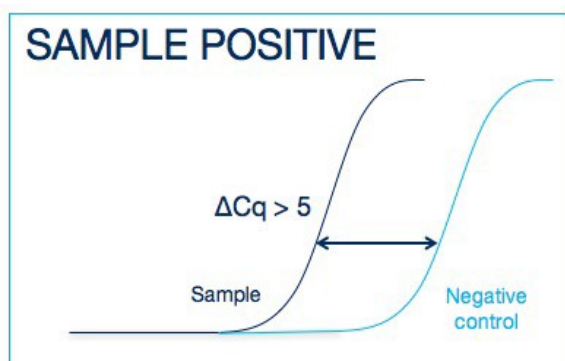 SAMPLE POSITIVE
ΔCq > 5
Sample
Negative
control